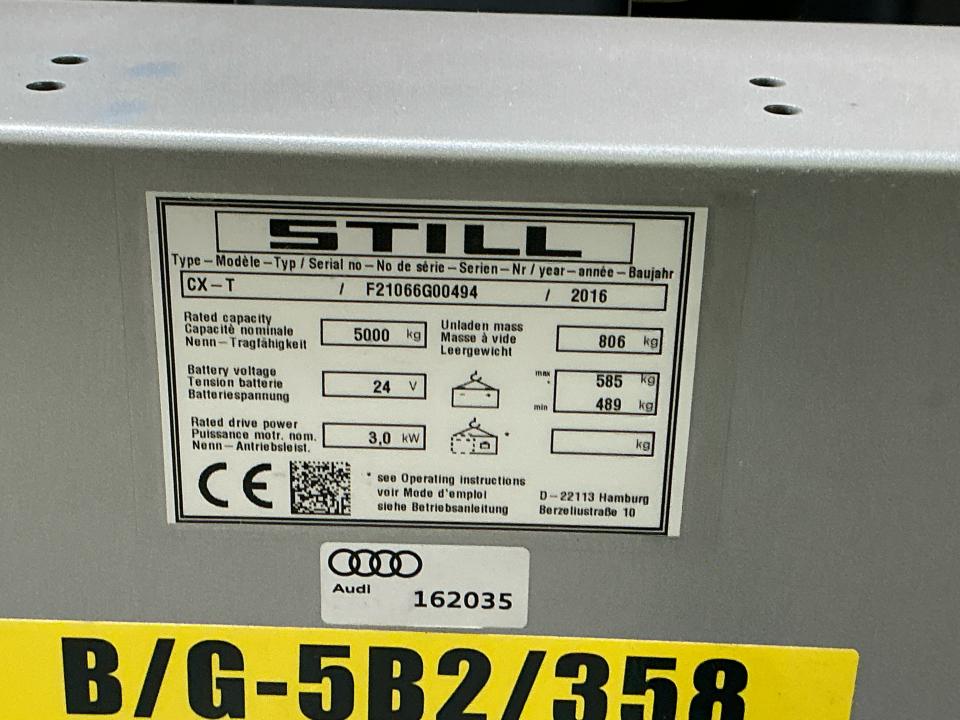 STILL
Type – Modèle – Typ / Serial no – No de série – Serien – Nr / year – année – Baujahr
CX – T / F21066G00494 / 2016
Rated capacity
Capacité nominale
Nenn – Tragfähigkeit
5000 kg
Unladen mass
Masse à vide
Leergewicht
806 kg
Battery voltage
Tension batterie
Batteriespannung
24 V
max. 585 kg
min 489 kg
Rated drive power
Puissance motr. nom.
Nenn – Antriebsleist.
3,0 kW
* kg
CE
* see Operating instructions
voir Mode d'emploi
siehe Betriebsanleitung
D – 22113 Hamburg
Berzeliustraße 10
Audi
162035
B/G-5B2/358